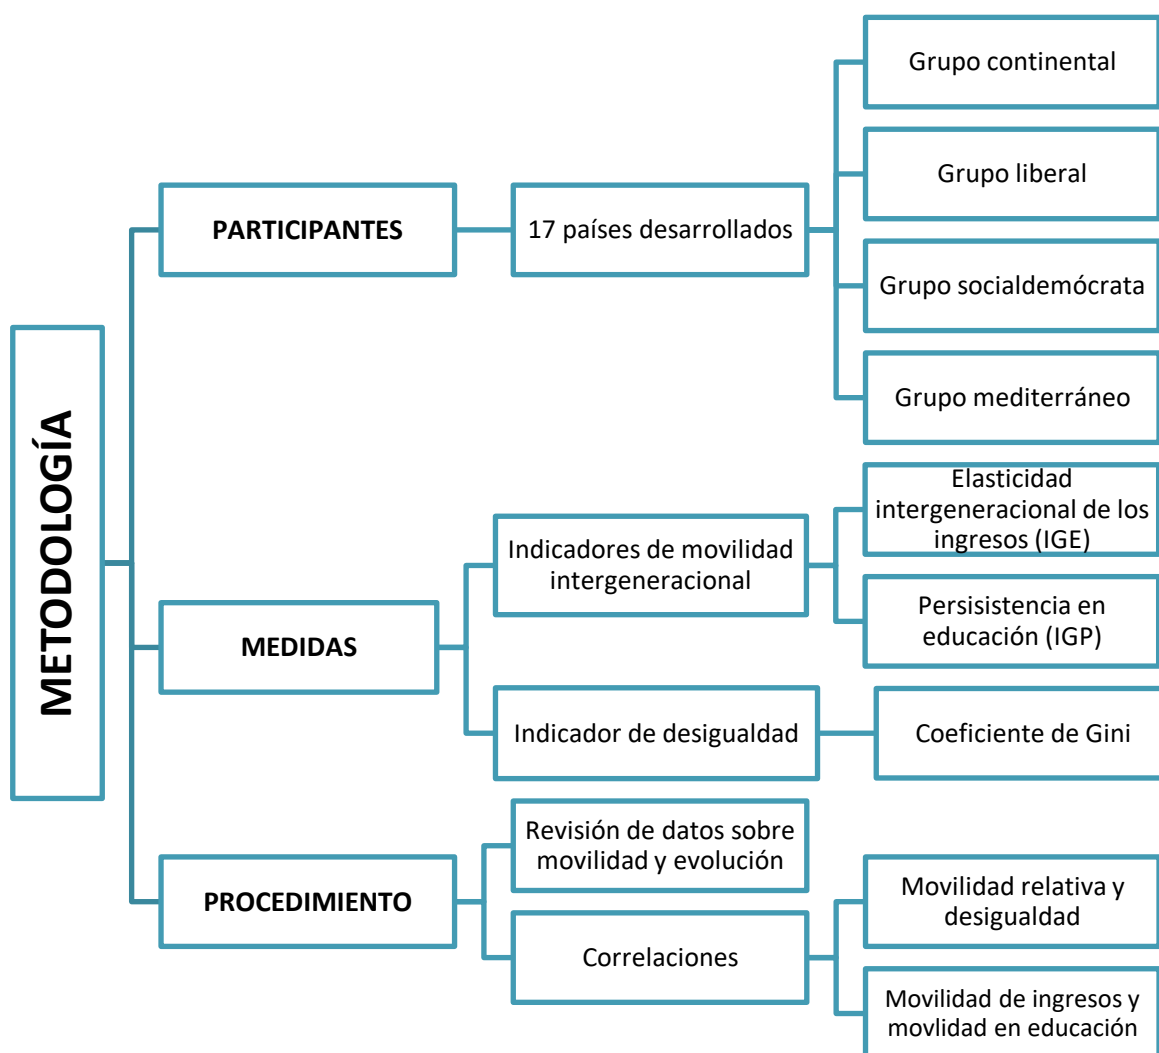 METODOLOGÍA
PARTICIPANTES
17 países desarrollados
Grupo continental
Grupo liberal
Grupo socialdemócrata
Grupo mediterráneo
MEDIDAS
Indicadores de movilidad
intergeneracional
Elasticidad
intergeneracional de los
ingresos (IGE)
Persisistencia en
educación (IGP)
Indicador de desigualdad
Coeficiente de Gini
PROCEDIMIENTO
Revisión de datos sobre
movilidad y evolución
Correlaciones
Movilidad relativa y
desigualdad
Movilidad de ingresos y
movlidad en educación